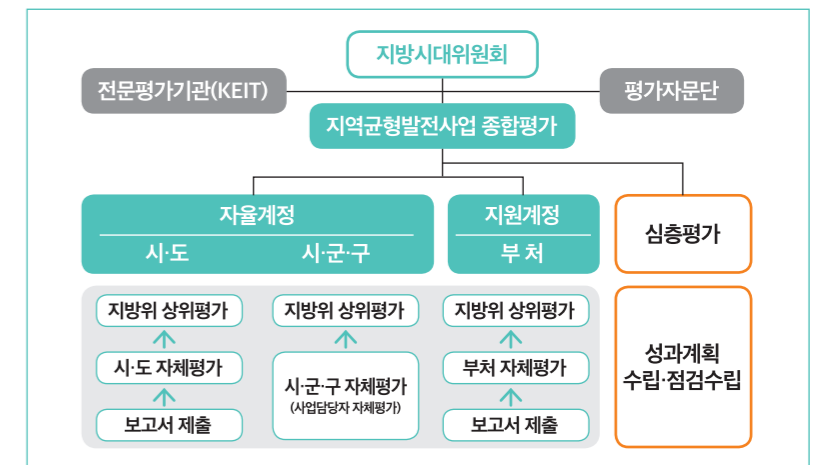 지방시대위원회
전문평가기관(KEIT)
평가자문단
지역균형발전사업 종합평가
자율계정
시·도
시·군·구
지원계정
부 처
심층평가
지방위 상위평가
시·도 자체평가
보고서 제출
지방위 상위평가
시·군·구 자체평가
(사업담당자 자체평가)
지방위 상위평가
부처 자체평가
보고서 제출
성과계획
수립·점검수립